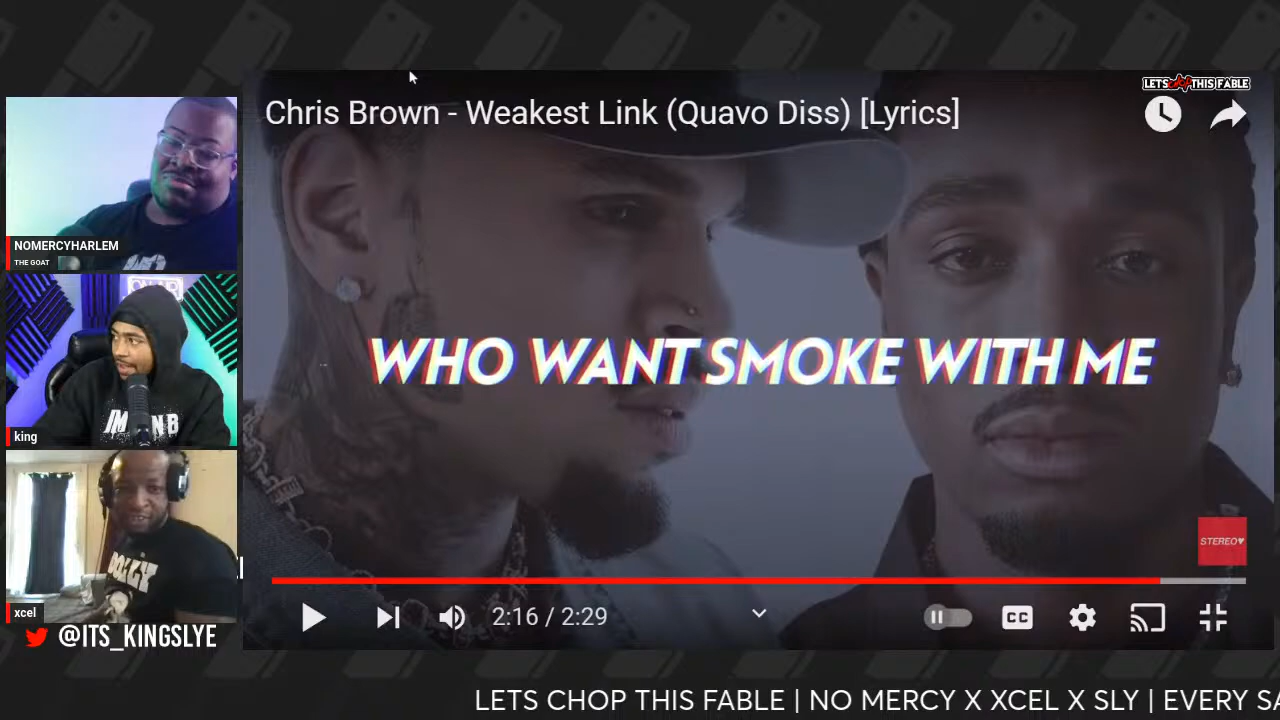 LETS CHOP THIS FABLE
Chris Brown - Weakest Link (Quavo Diss) [Lyrics]
NOMERCYHARLEM
THE GOAT
WHO WANT SMOKE WITH ME
king
STEREO♥
xcel
2:16 / 2:29
CC
@ITS_KINGSLYE
LETS CHOP THIS FABLE | NO MERCY X XCEL X SLY | EVERY SA